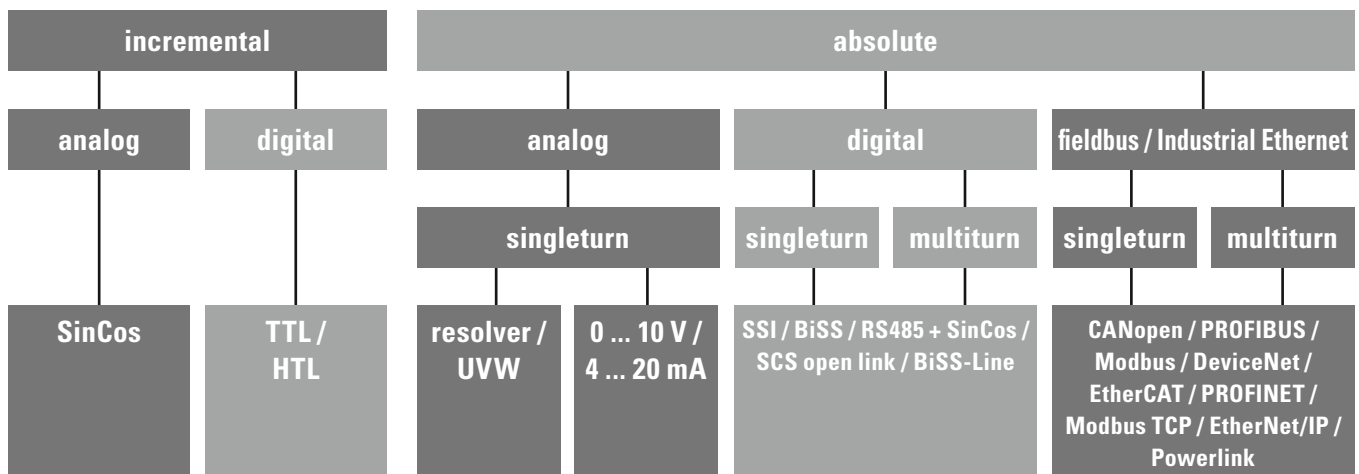 incremental
absolute
analog
digital
analog
digital
fieldbus / Industrial Ethernet
singleturn
singleturn
multiturn
singleturn
multiturn
SinCos
TTL /
HTL
resolver /
UVW
0 ... 10 V /
4 ... 20 mA
SSI / BiSS / RS485 + SinCos /
SCS open link / BiSS-Line
CANopen / PROFIBUS /
Modbus / DeviceNet /
EtherCAT / PROFINET /
Modbus TCP / EtherNet/IP /
Powerlink